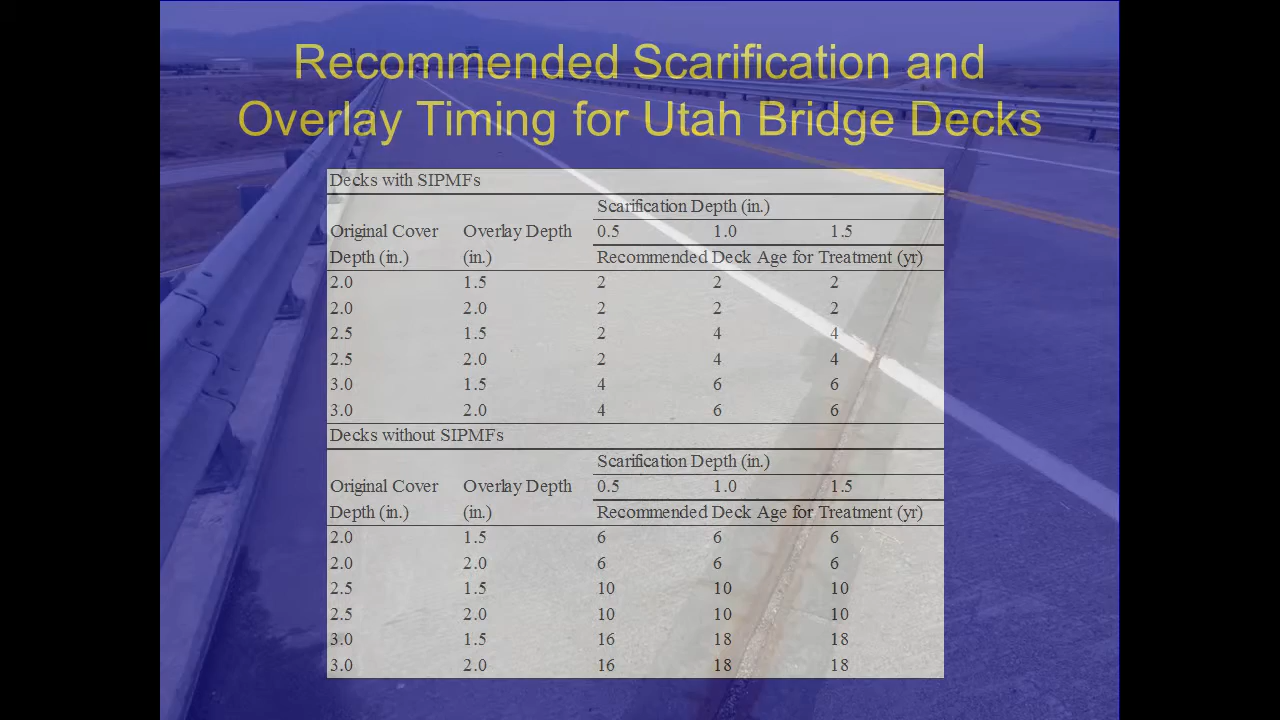 Recommended Scarification and
Overlay Timing for Utah Bridge Decks
Decks with SIPMFs
Scarification Depth (in.)
Original Cover Overlay Depth 0.5 1.0 1.5
Depth (in.) (in.) Recommended Deck Age for Treatment (yr)
2.0 1.5 2 2 2
2.0 2.0 2 2 2
2.5 1.5 2 4 4
2.5 2.0 2 4 4
3.0 1.5 4 6 6
3.0 2.0 4 6 6
Decks without SIPMFs
Scarification Depth (in.)
Original Cover Overlay Depth 0.5 1.0 1.5
Depth (in.) (in.) Recommended Deck Age for Treatment (yr)
2.0 1.5 6 6 6
2.0 2.0 6 6 6
2.5 1.5 10 10 10
2.5 2.0 10 10 10
3.0 1.5 16 18 18
3.0 2.0 16 18 18